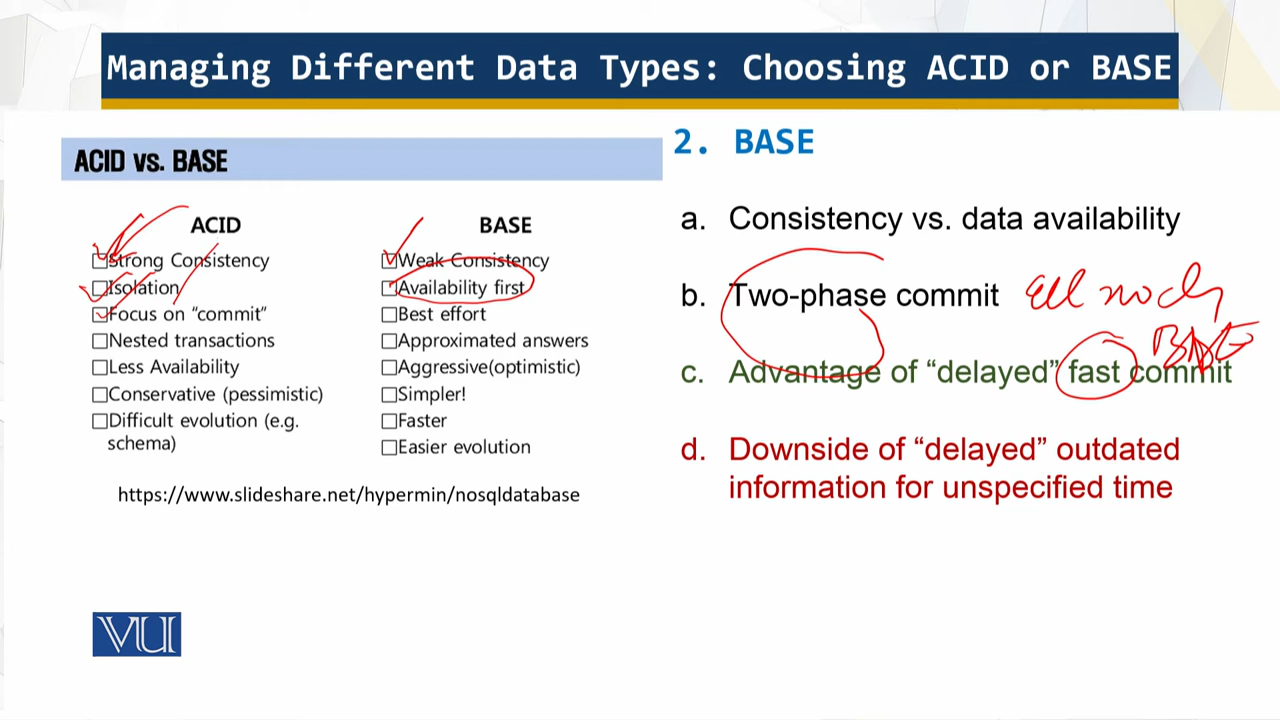 Managing Different Data Types: Choosing ACID or BASE
ACID vs. BASE
ACID
Strong Consistency
Isolation
Focus on “commit”
Nested transactions
Less Availability
Conservative (pessimistic)
Difficult evolution (e.g.
schema)
BASE
Weak Consistency
Availability first
Best effort
Approximated answers
Aggressive(optimistic)
Simpler!
Faster
Easier evolution
https://www.slideshare.net/hypermin/nosqldatabase
2. BASE
a. Consistency vs. data availability
b. Two-phase commit
All nods
BASE
c. Advantage of “delayed” fast commit
d. Downside of “delayed” outdated
information for unspecified time
VU